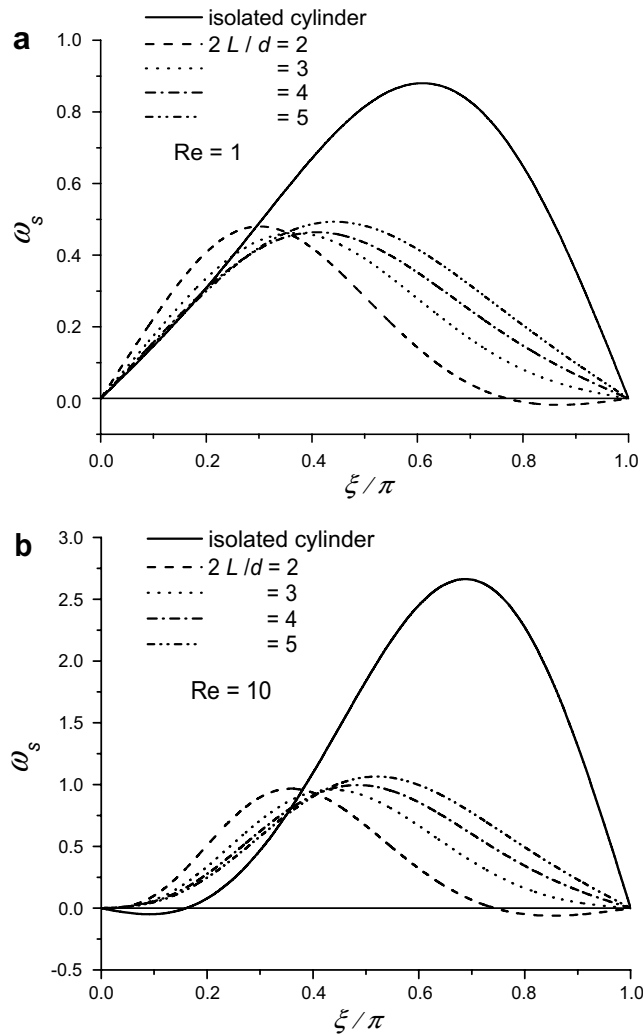 a
isolated cylinder
2 L / d = 2
= 3
= 4
= 5
Re = 1
1.0
0.8
0.6
0.4
0.2
0.0
ωs
0.0 0.2 0.4 0.6 0.8 1.0
ξ / π
b
isolated cylinder
2 L /d = 2
= 3
= 4
= 5
Re = 10
3.0
2.5
2.0
1.5
1.0
0.5
0.0
-0.5
ωs
0.0 0.2 0.4 0.6 0.8 1.0
ξ / π